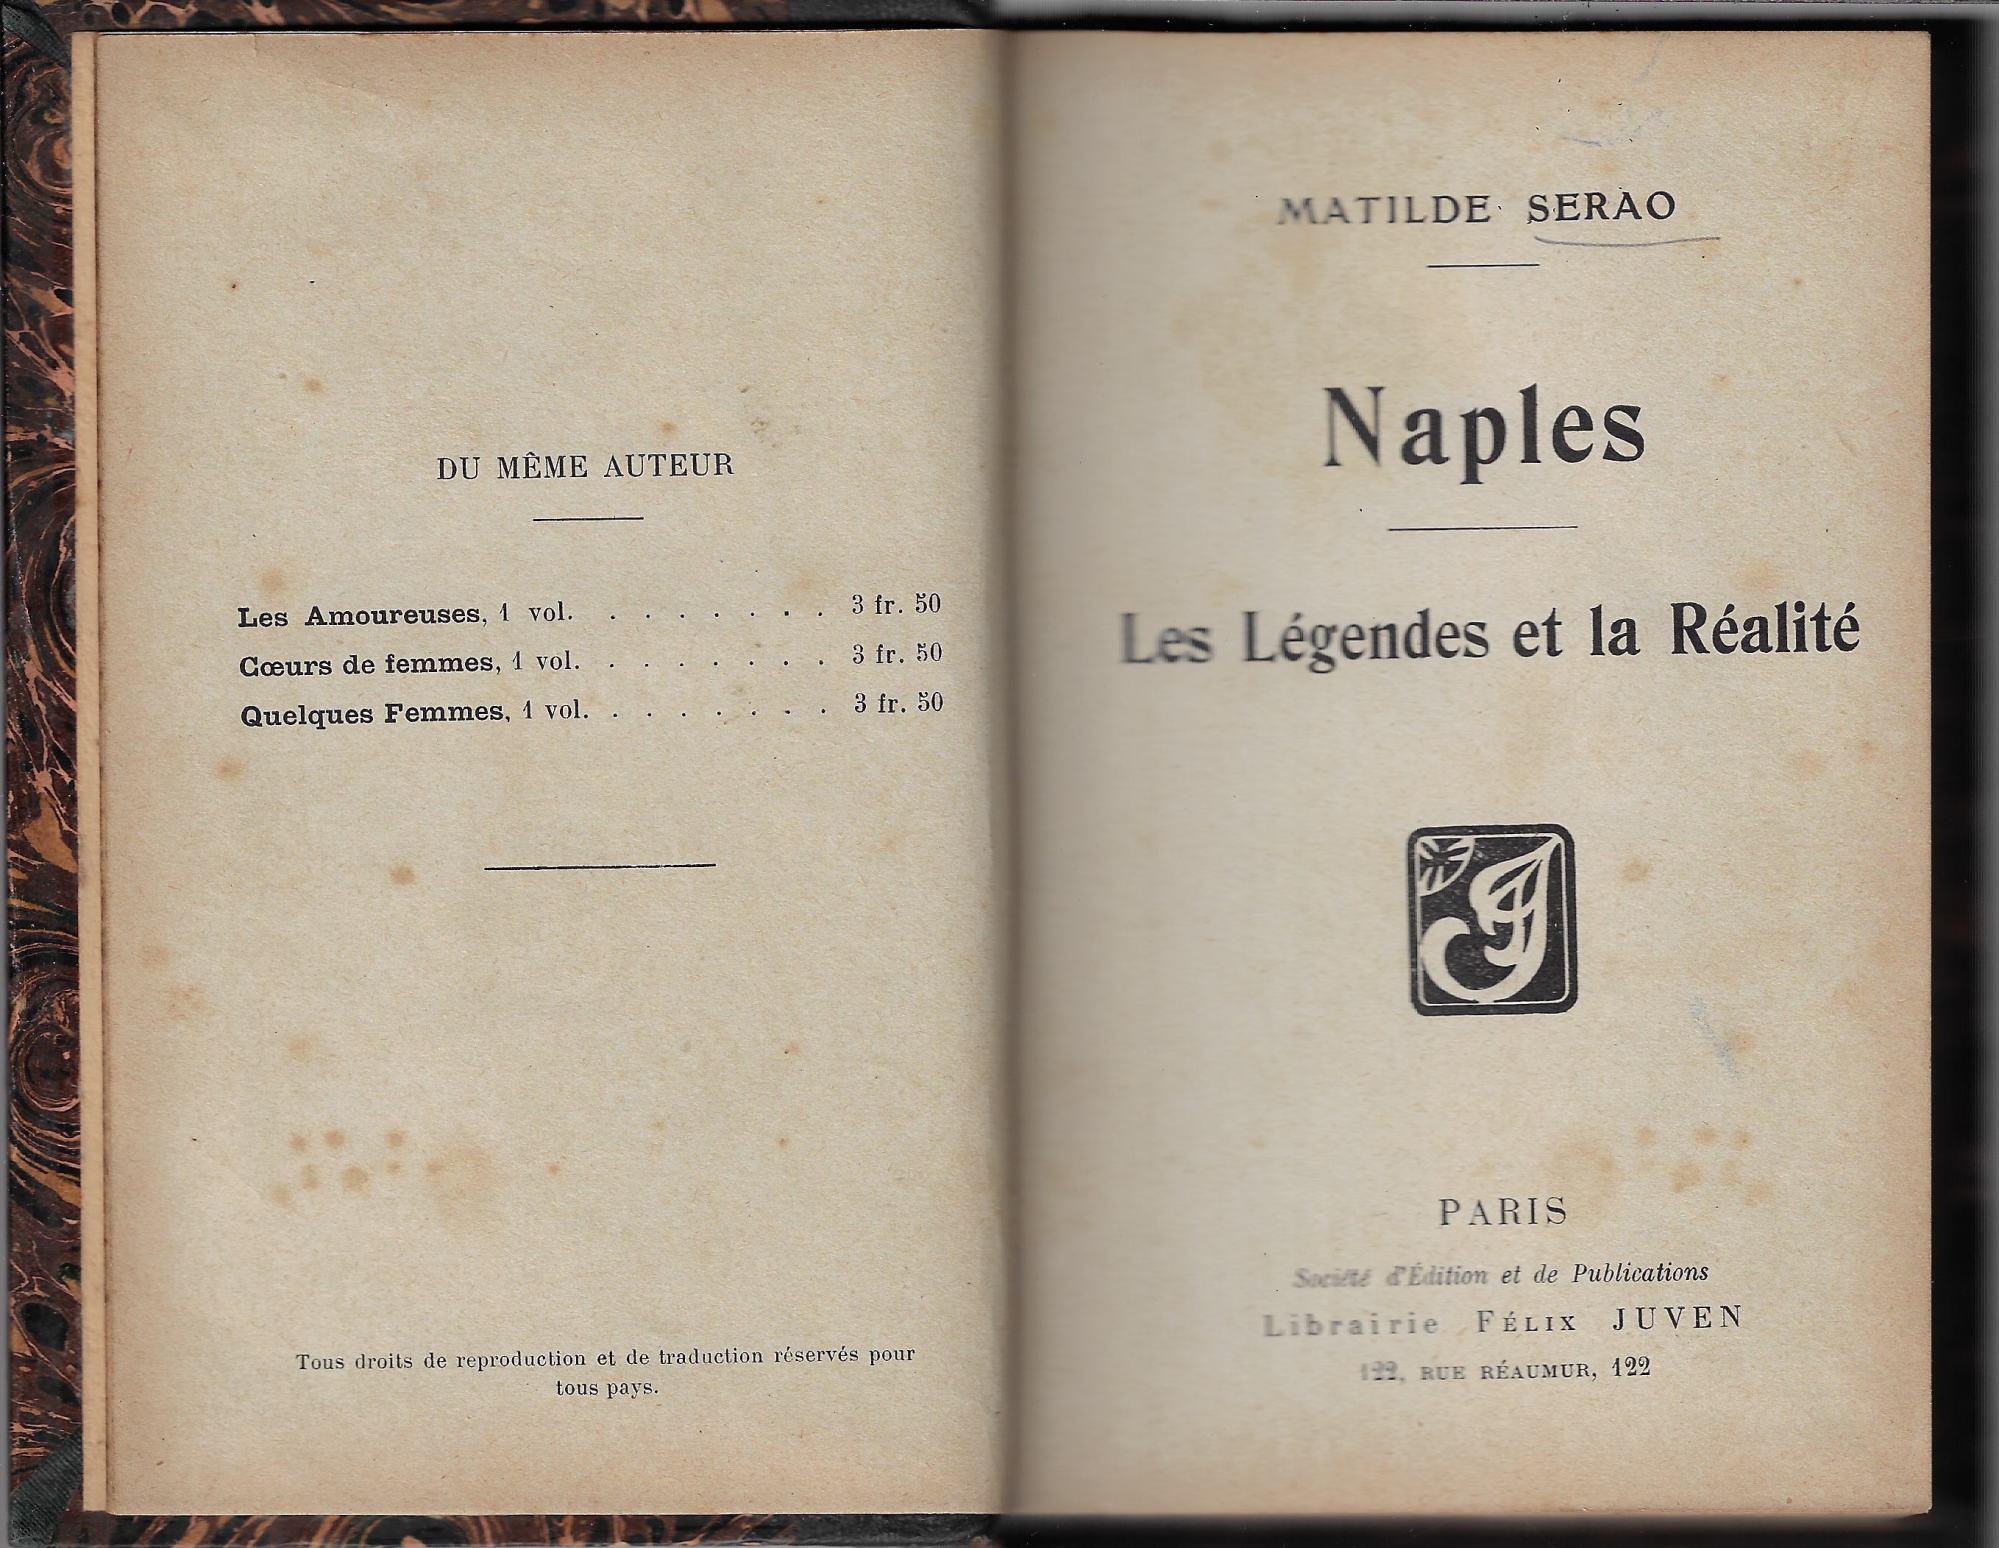 DU MÊME AUTEUR
Les Amoureuses, 1 vol. . . . . . . . 3 fr. 50
Cœurs de femmes, 1 vol. . . . . . . . 3 fr. 50
Quelques Femmes, 1 vol. . . . . . . . 3 fr. 50
Tous droits de reproduction et de traduction réservés pour
tous pays.
MATILDE SERAO
Naples
Les Légendes et la Réalité
PARIS
Société d'Édition et de Publications
Librairie FÉLIX JUVEN
122, RUE RÉAUMUR, 122